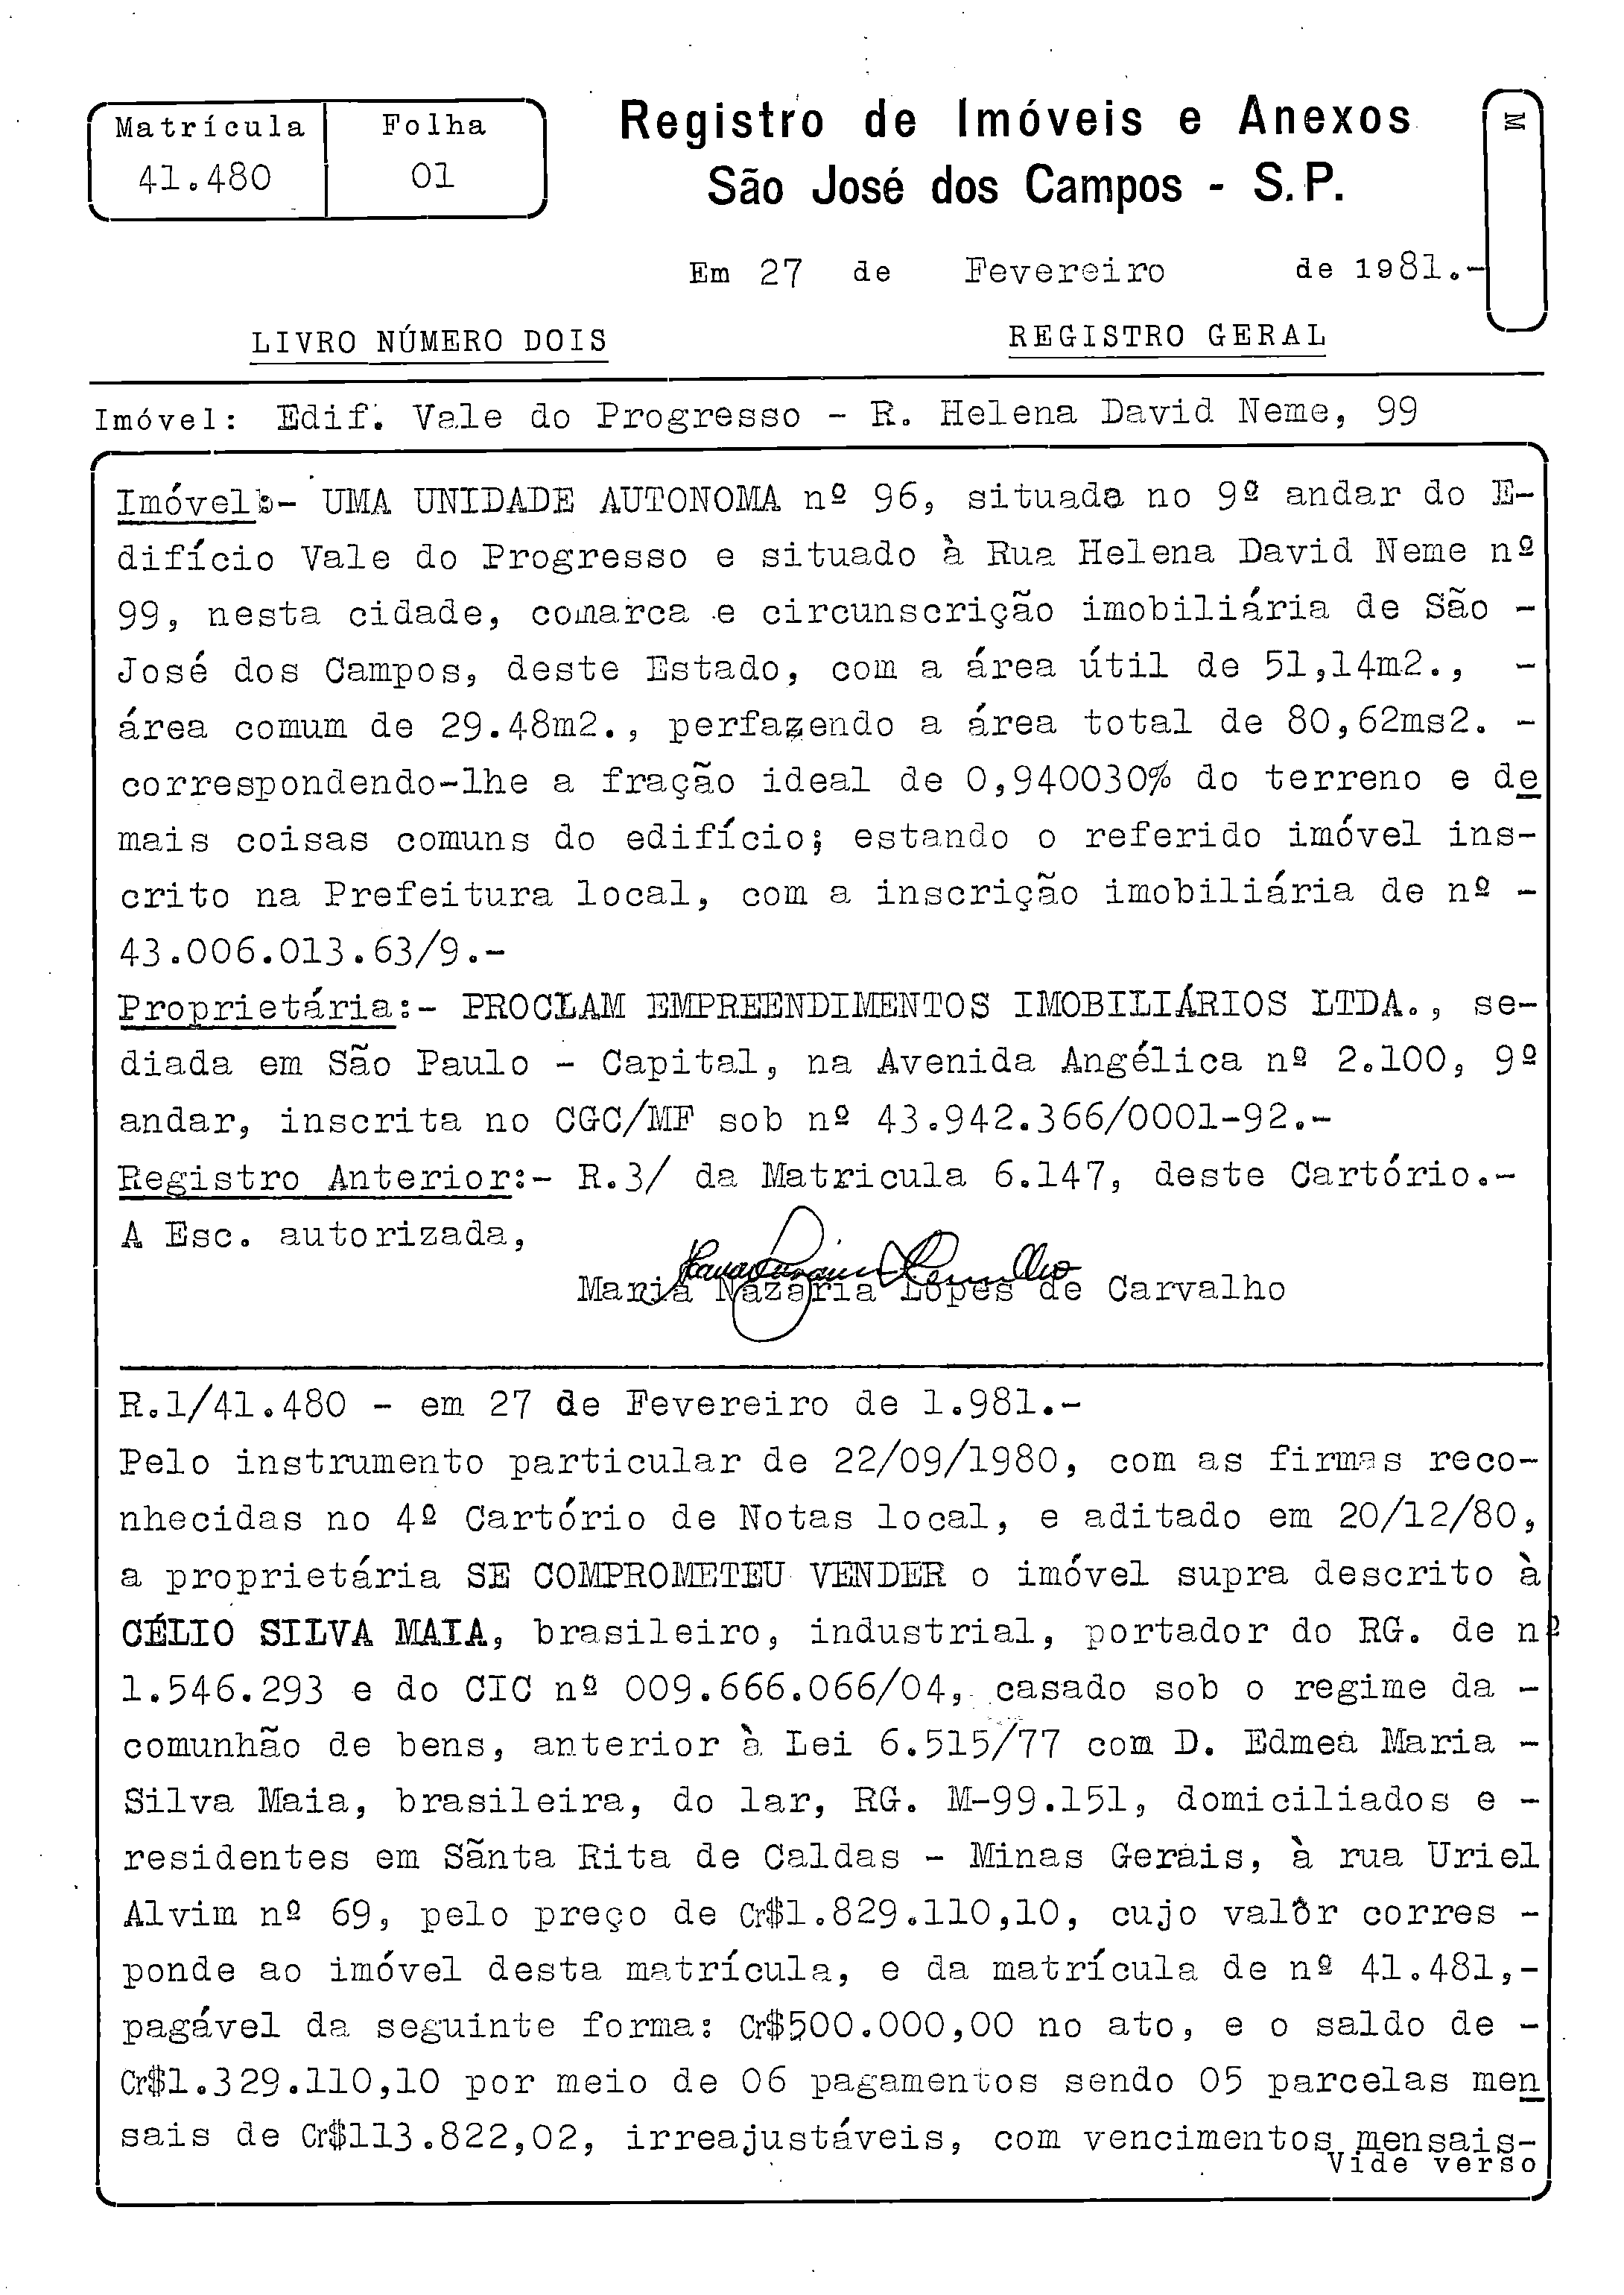 Matrícula
41.480
Folha
01
Registro de Imóveis e Anexos
São José dos Campos - S.P.
M
Em 27 de Fevereiro de 1981.-
LIVRO NÚMERO DOIS
REGISTRO GERAL
Imóvel: Edif. Vale do Progresso - R. Helena David Neme, 99
Imóvel:- UMA UNIDADE AUTONOMA nº 96, situada no 9º andar do E-
difício Vale do Progresso e situado à Rua Helena David Neme nº
99, nesta cidade, comarca e circunscrição imobiliária de São -
José dos Campos, deste Estado, com a área útil de 51,14m2., -
área comum de 29.48m2., perfazendo a área total de 80,62ms2. -
correspondendo-lhe a fração ideal de 0,940030% do terreno e de
mais coisas comuns do edifício; estando o referido imóvel ins-
crito na Prefeitura local, com a inscrição imobiliária de nº -
43.006.013.63/9.-
Proprietária:- PROCLAM EMPREENDIMENTOS IMOBILIÁRIOS LTDA., se-
diada em São Paulo - Capital, na Avenida Angélica nº 2.100, 9º
andar, inscrita no CGC/MF sob nº 43.942.366/0001-92.-
Registro Anterior:- R.3/ da Matricula 6.147, deste Cartório.-
A Esc. autorizada,
Maria Nazaria Lopes de Carvalho
R.1/41.480 - em 27 de Fevereiro de 1.981.-
Pelo instrumento particular de 22/09/1980, com as firmas reco-
nhecidas no 4º Cartório de Notas local, e aditado em 20/12/80,
a proprietária SE COMPROMETEU VENDER o imóvel supra descrito à
CÉLIO SILVA MAIA, brasileiro, industrial, portador do RG. de nº
1.546.293 e do CIC nº 009.666.066/04, casado sob o regime da -
comunhão de bens, anterior à Lei 6.515/77 com D. Edmea Maria -
Silva Maia, brasileira, do lar, RG. M-99.151, domiciliados e -
residentes em Sãnta Rita de Caldas - Minas Gerais, à rua Uriel
Alvim nº 69, pelo preço de Cr$1.829.110,10, cujo valôr corres -
ponde ao imóvel desta matrícula, e da matrícula de nº 41.481,-
pagável da seguinte forma: Cr$500.000,00 no ato, e o saldo de -
Cr$1.329.110,10 por meio de 06 pagamentos sendo 05 parcelas men
sais de Cr$113.822,02, irreajustáveis, com vencimentos mensais-
Vide verso